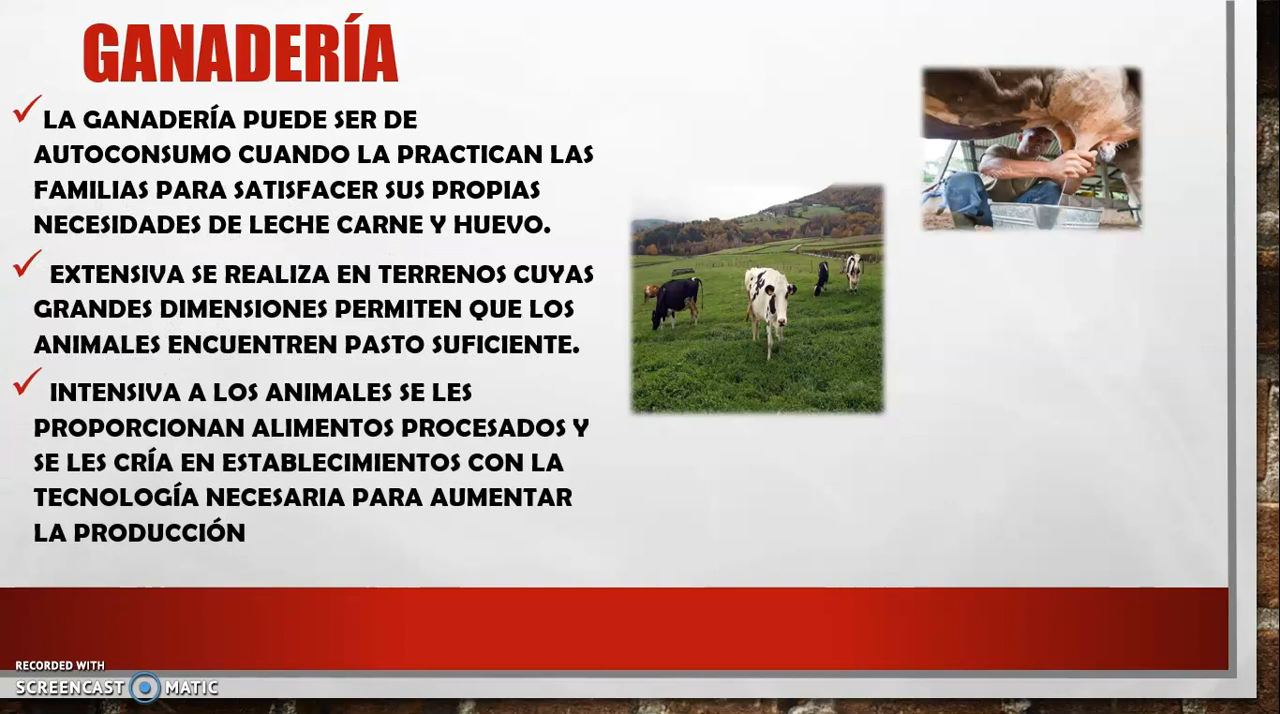 GANADERÍA
LA GANADERÍA PUEDE SER DE
AUTOCONSUMO CUANDO LA PRACTICAN LAS
FAMILIAS PARA SATISFACER SUS PROPIAS
NECESIDADES DE LECHE CARNE Y HUEVO.
EXTENSIVA SE REALIZA EN TERRENOS CUYAS
GRANDES DIMENSIONES PERMITEN QUE LOS
ANIMALES ENCUENTREN PASTO SUFICIENTE.
INTENSIVA A LOS ANIMALES SE LES
PROPORCIONAN ALIMENTOS PROCESADOS Y
SE LES CRÍA EN ESTABLECIMIENTOS CON LA
TECNOLOGÍA NECESARIA PARA AUMENTAR
LA PRODUCCIÓN
RECORDED WITH
SCREENCAST MATIC